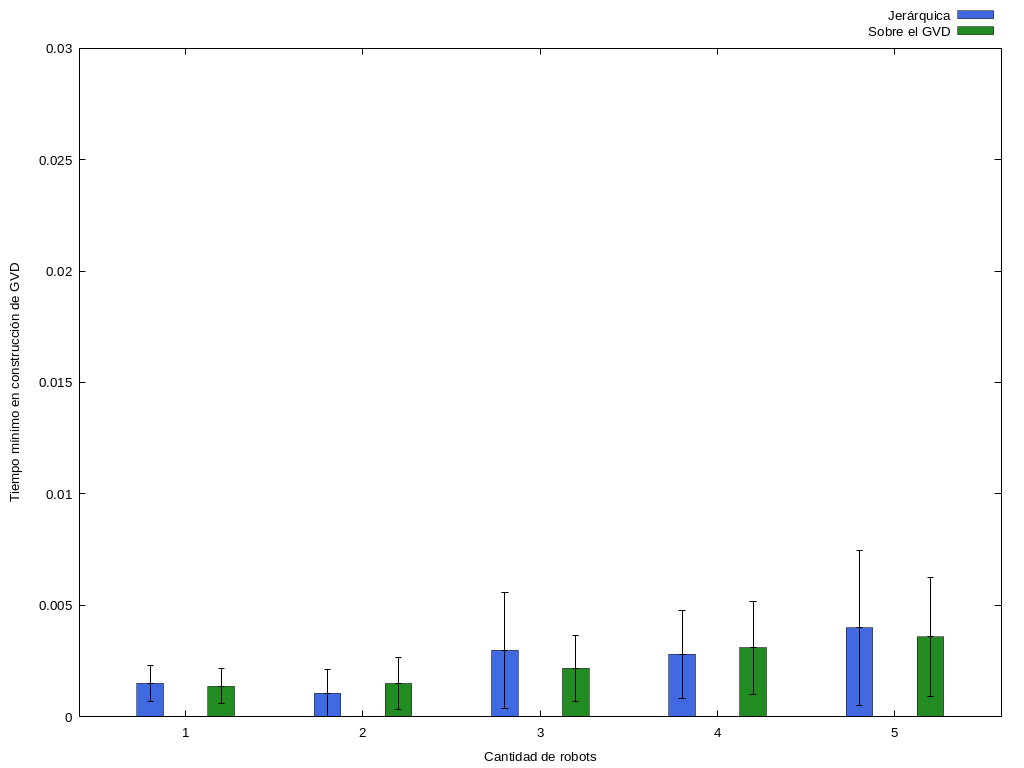 Jerárquica
Sobre el GVD
0.03
0.025
0.02
0.015
0.01
0.005
0
Tiempo mínimo en construcción de GVD
1 2 3 4 5
Cantidad de robots